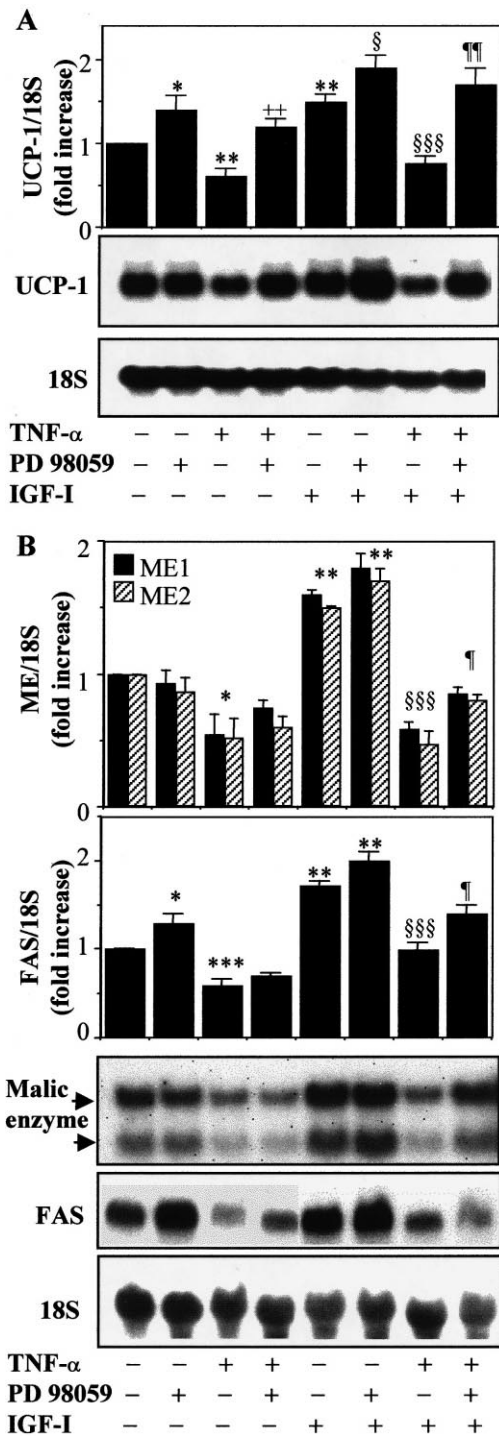 A
UCP-1/18S
(fold increase)
2
1
0
* ** ++ ** § §§§ ¶¶
UCP-1
18S
TNF-α − − + + − − + +
PD 98059 − + − + − + − +
IGF-I − − − − + + + +
B
ME/18S
(fold increase)
2
1
0
ME1
ME2
* ** ** §§§ ¶
FAS/18S
(fold increase)
2
1
0
* *** ** ** §§§ ¶
Malic
enzyme
FAS
18S
TNF-α − − + + − − + +
PD 98059 − + − + − + − +
IGF-I − − − − + + + +